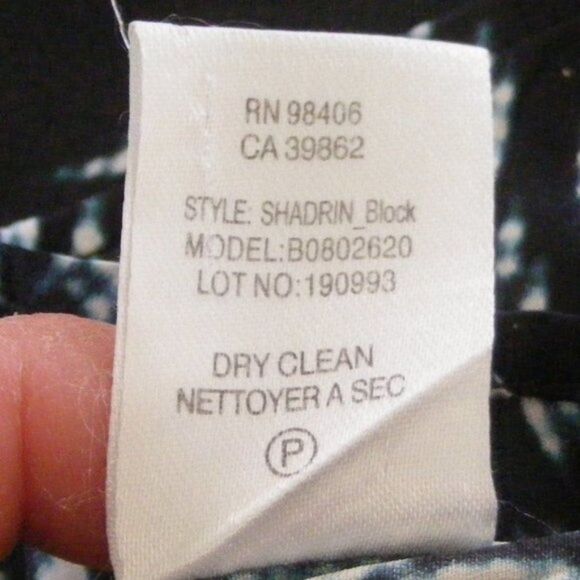 RN 98406
CA 39862
STYLE: SHADRIN_Block
MODEL:B0802620
LOT NO:190993
DRY CLEAN
NETTOYER A SEC
P